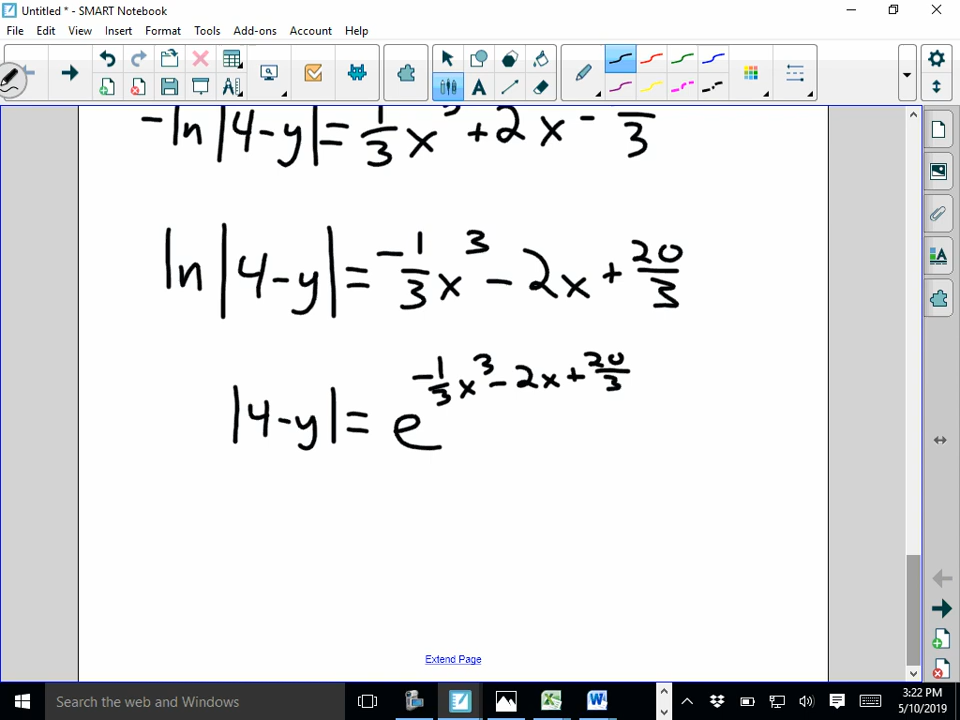 Untitled * - SMART Notebook
File Edit View Insert Format Tools Add-ons Account Help
-ln|4-y|= 1/3 x³ +2x - /3
ln|4-y|= -1/3 x³ - 2x + 20/3
|4-y|= e^(-1/3 x³ - 2x + 20/3)
Extend Page
Search the web and Windows
3:22 PM
5/10/2019